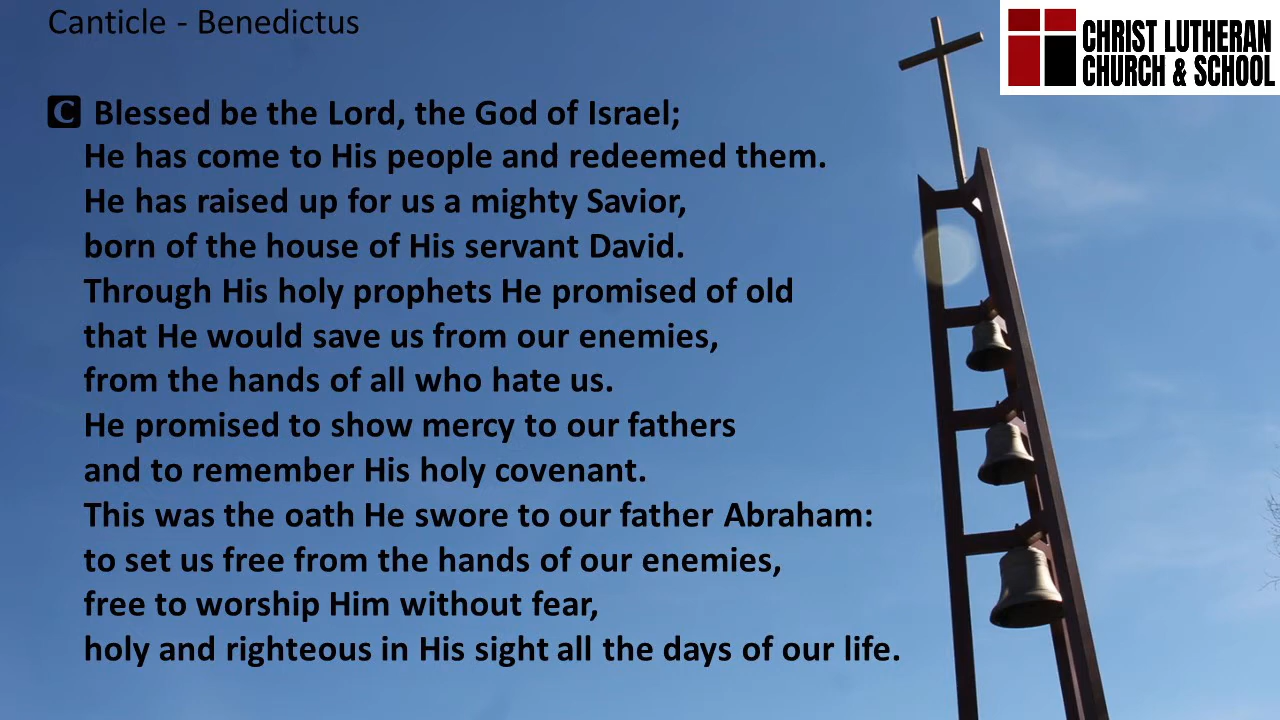 Canticle - Benedictus
CHRIST LUTHERAN
CHURCH & SCHOOL
C Blessed be the Lord, the God of Israel;
He has come to His people and redeemed them.
He has raised up for us a mighty Savior,
born of the house of His servant David.
Through His holy prophets He promised of old
that He would save us from our enemies,
from the hands of all who hate us.
He promised to show mercy to our fathers
and to remember His holy covenant.
This was the oath He swore to our father Abraham:
to set us free from the hands of our enemies,
free to worship Him without fear,
holy and righteous in His sight all the days of our life.